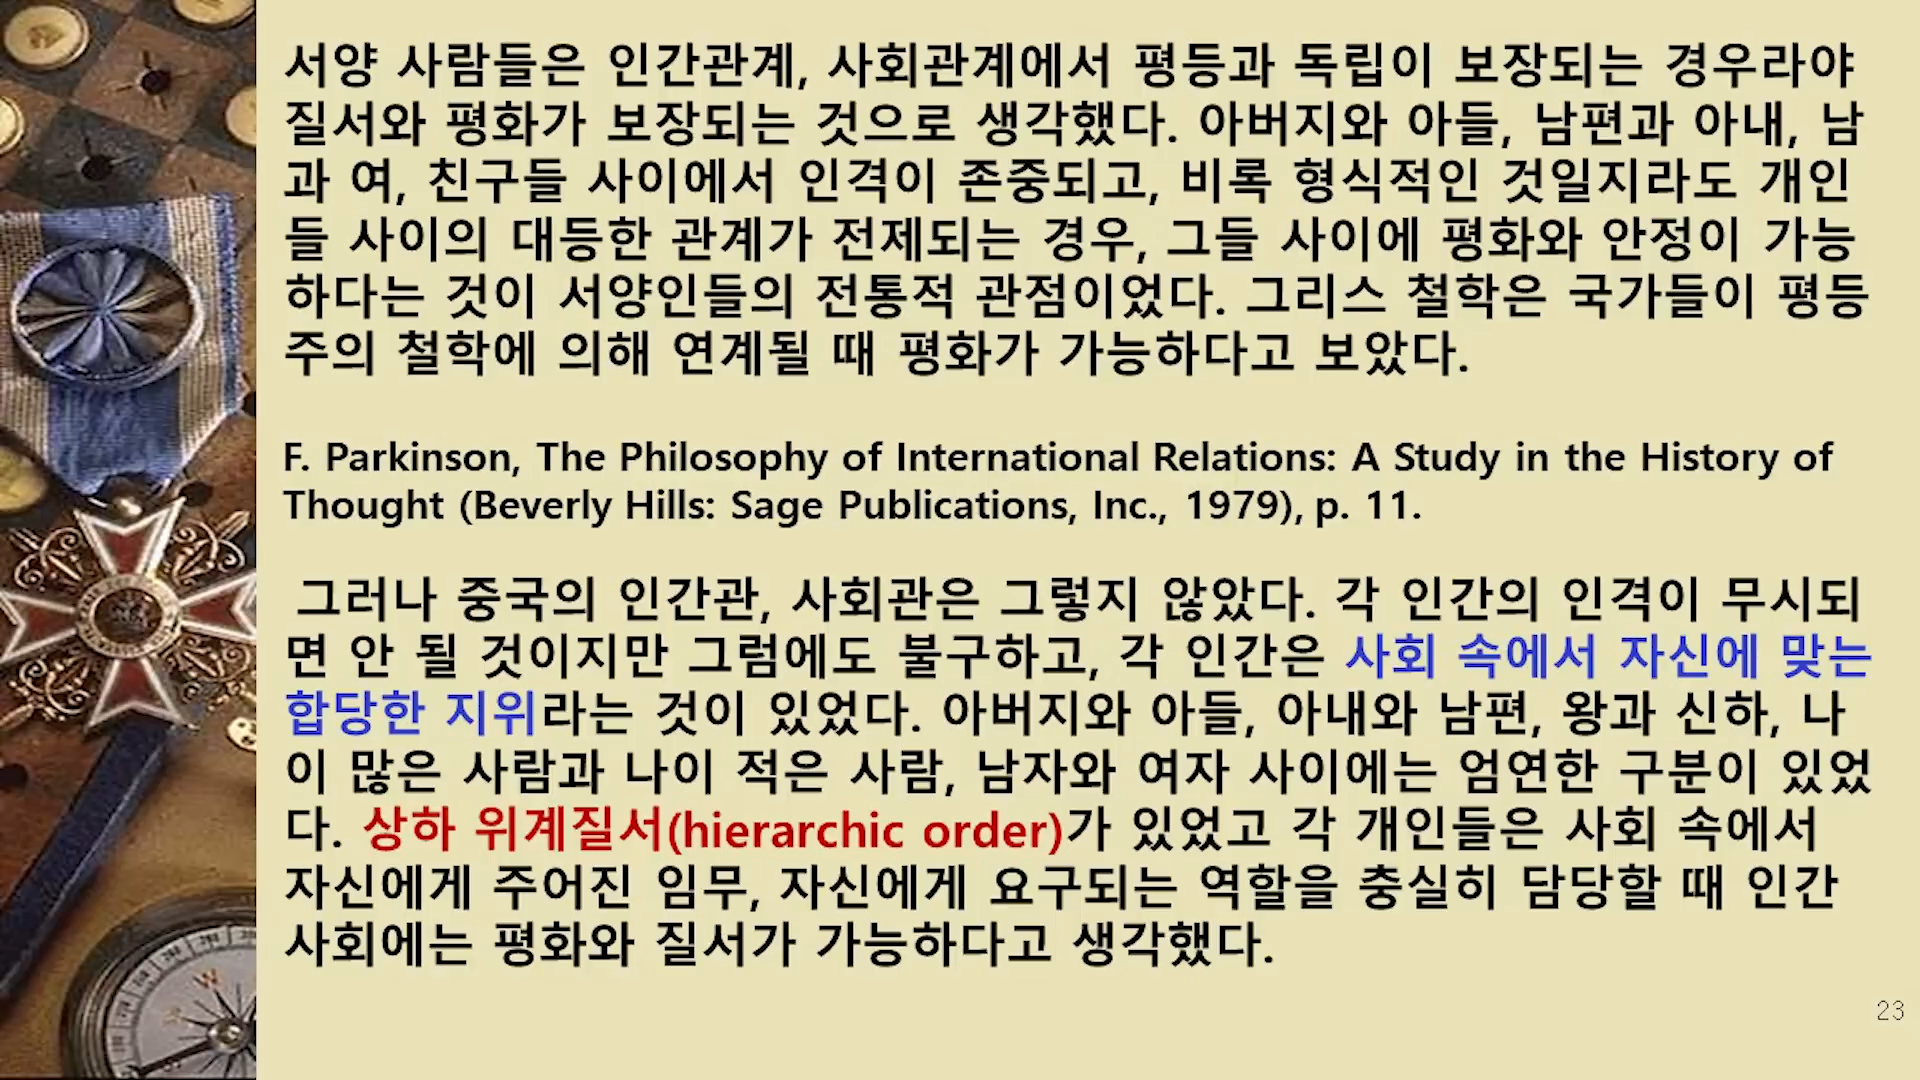 서양 사람들은 인간관계, 사회관계에서 평등과 독립이 보장되는 경우라야
질서와 평화가 보장되는 것으로 생각했다. 아버지와 아들, 남편과 아내, 남
과 여, 친구들 사이에서 인격이 존중되고, 비록 형식적인 것일지라도 개인
들 사이의 대등한 관계가 전제되는 경우, 그들 사이에 평화와 안정이 가능
하다는 것이 서양인들의 전통적 관점이었다. 그리스 철학은 국가들이 평등
주의 철학에 의해 연계될 때 평화가 가능하다고 보았다.
F. Parkinson, The Philosophy of International Relations: A Study in the History of
Thought (Beverly Hills: Sage Publications, Inc., 1979), p. 11.
그러나 중국의 인간관, 사회관은 그렇지 않았다. 각 인간의 인격이 무시되
면 안 될 것이지만 그럼에도 불구하고, 각 인간은 사회 속에서 자신에 맞는
합당한 지위라는 것이 있었다. 아버지와 아들, 아내와 남편, 왕과 신하, 나
이 많은 사람과 나이 적은 사람, 남자와 여자 사이에는 엄연한 구분이 있었
다. 상하 위계질서(hierarchic order)가 있었고 각 개인들은 사회 속에서
자신에게 주어진 임무, 자신에게 요구되는 역할을 충실히 담당할 때 인간
사회에는 평화와 질서가 가능하다고 생각했다.
23